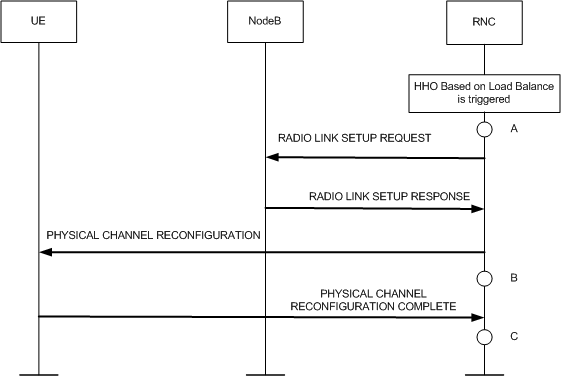 UE
NodeB
RNC
HHO Based on Load Balance
is triggered
A
RADIO LINK SETUP REQUEST
RADIO LINK SETUP RESPONSE
PHYSICAL CHANNEL RECONFIGURATION
B
PHYSICAL CHANNEL
RECONFIGURATION COMPLETE
C